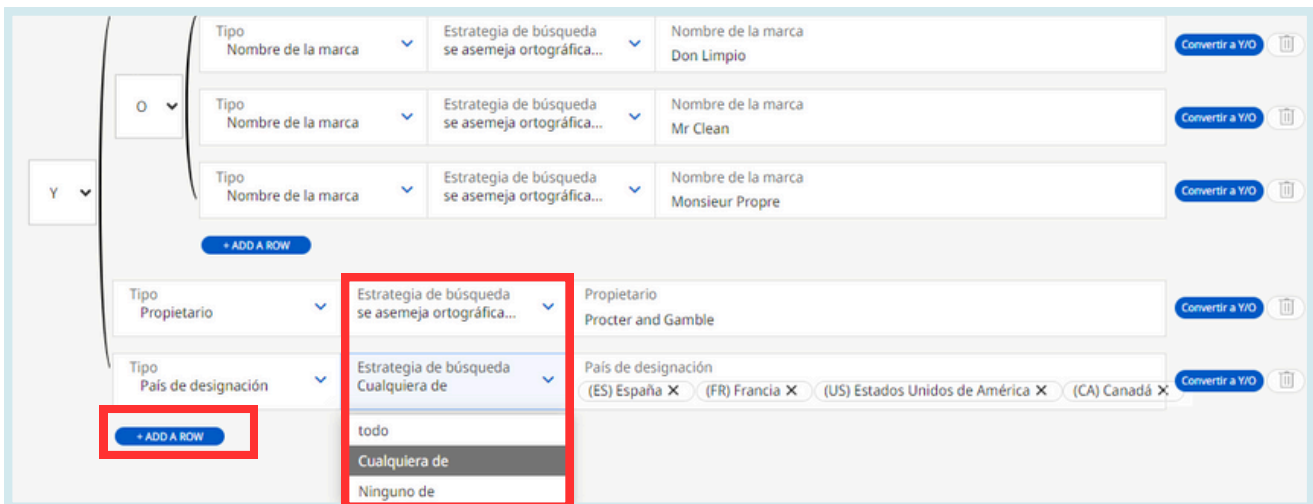 Tipo
Nombre de la marca
Estrategia de búsqueda
se asemeja ortográfica...
Nombre de la marca
Don Limpio
Convertir a Y/O
O
Tipo
Nombre de la marca
Estrategia de búsqueda
se asemeja ortográfica...
Nombre de la marca
Mr Clean
Convertir a Y/O
Y
Tipo
Nombre de la marca
Estrategia de búsqueda
se asemeja ortográfica...
Nombre de la marca
Monsieur Propre
Convertir a Y/O
+ ADD A ROW
Tipo
Propietario
Estrategia de búsqueda
se asemeja ortográfica...
Propietario
Procter and Gamble
Convertir a Y/O
Tipo
País de designación
Estrategia de búsqueda
Cualquiera de
País de designación
(ES) España X (FR) Francia X (US) Estados Unidos de América X (CA) Canadá X
Convertir a Y/O
+ ADD A ROW
todo
Cualquiera de
Ninguno de